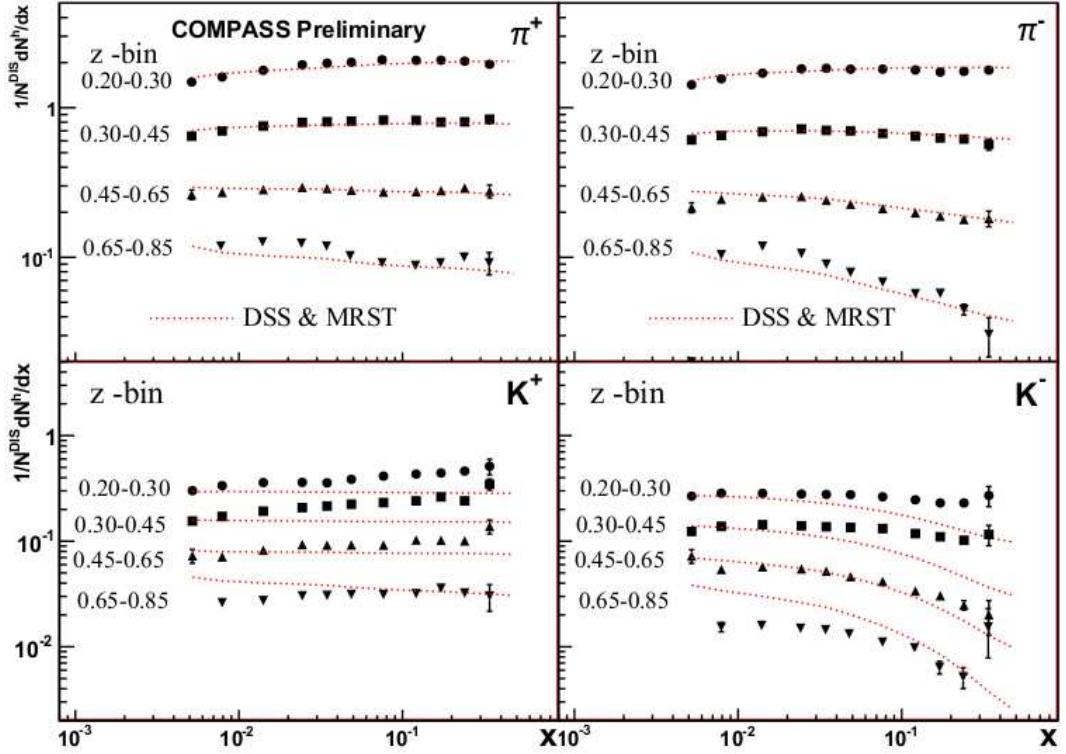 COMPASS Preliminary
π+
π-
1/N^DIS dN^h/dx
z -bin
0.20-0.30
0.30-0.45
0.45-0.65
0.65-0.85
1
10^-1
DSS & MRST
z -bin
0.20-0.30
0.30-0.45
0.45-0.65
0.65-0.85
DSS & MRST
1/N^DIS dN^h/dx
z -bin
K+
1
10^-1
10^-2
0.20-0.30
0.30-0.45
0.45-0.65
0.65-0.85
z -bin
K-
0.20-0.30
0.30-0.45
0.45-0.65
0.65-0.85
10^-3
10^-2
10^-1
x
10^-3
10^-2
10^-1
x